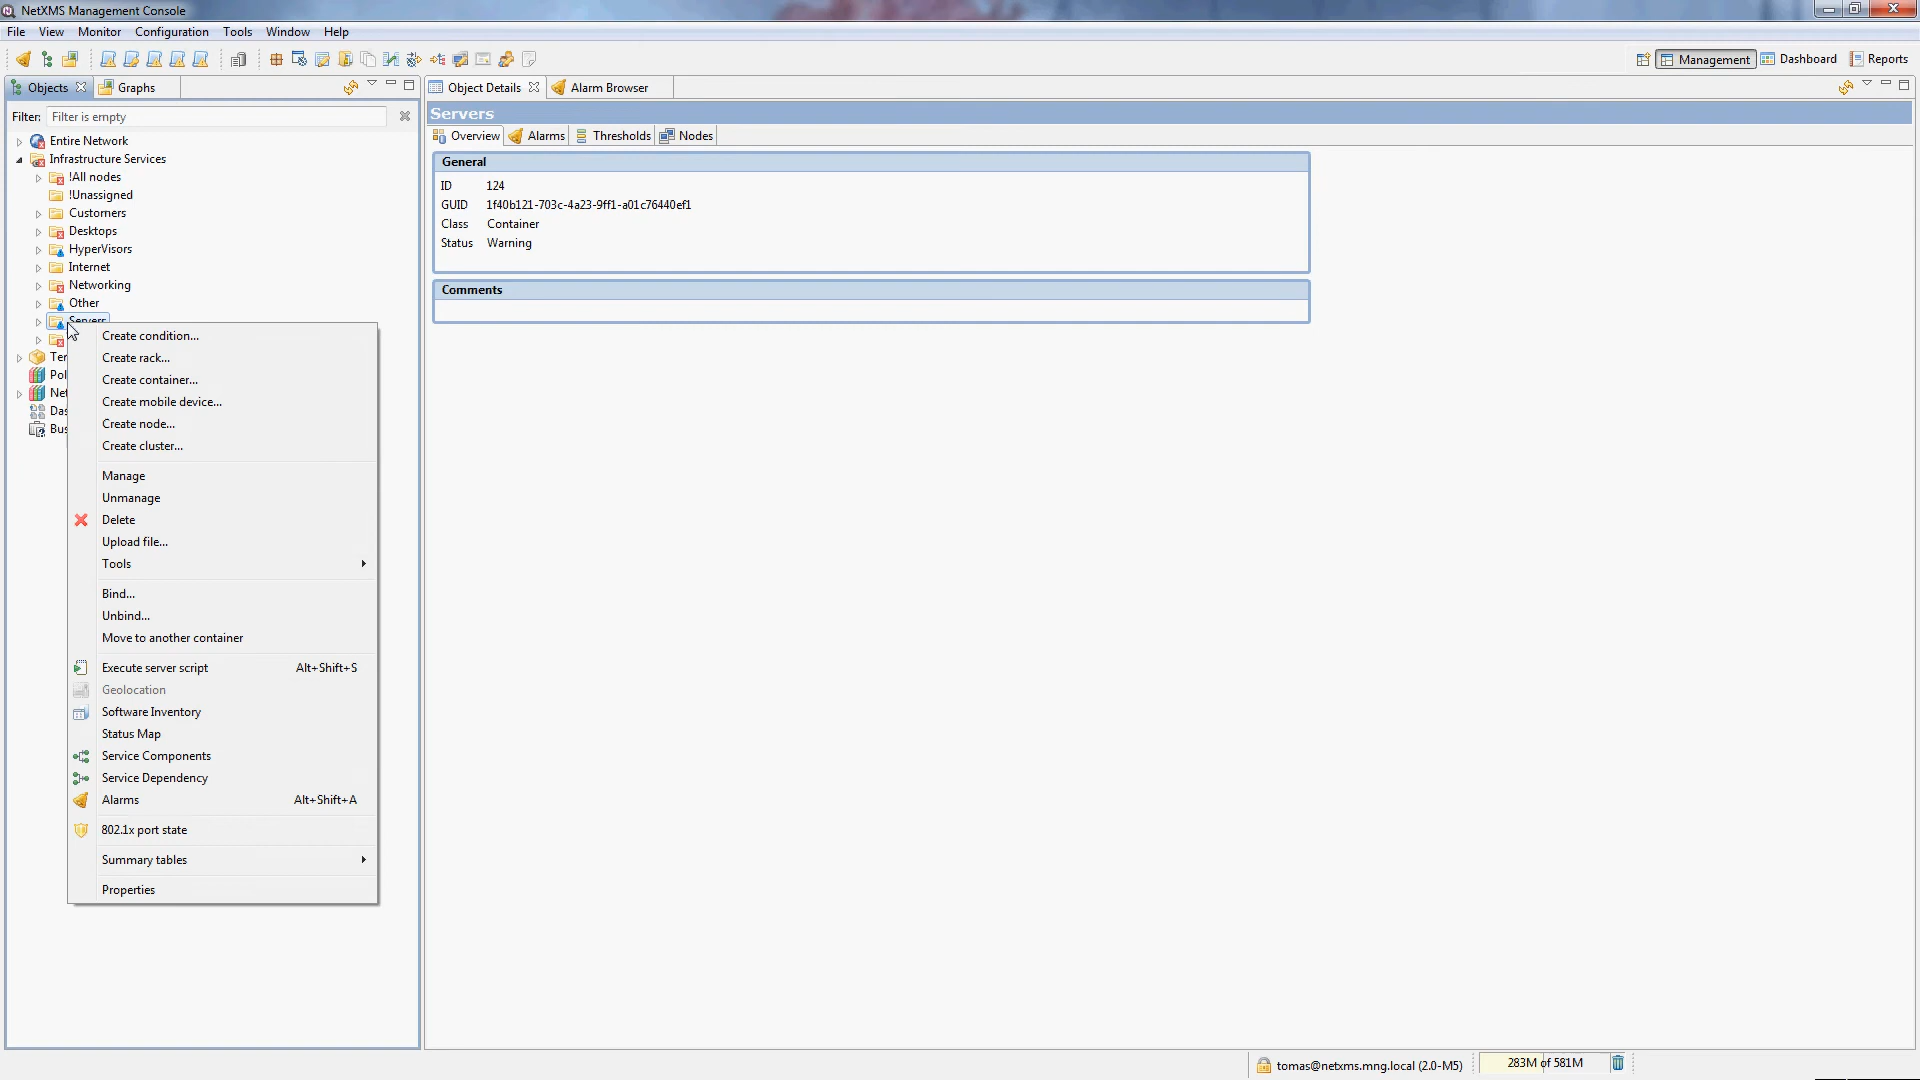 NetXMS Management Console
File View Monitor Configuration Tools Window Help
Management Dashboard Reports
Objects Graphs
Object Details Alarm Browser
Filter: Filter is empty
Servers
Overview Alarms Thresholds Nodes
Entire Network
Infrastructure Services
!All nodes
!Unassigned
Customers
Desktops
HyperVisors
Internet
Networking
Other
Servers
Ter
Pol
Net
Das
Bus
General
ID 124
GUID 1f40b121-703c-4a23-9ff1-a01c76440ef1
Class Container
Status Warning
Comments
Create condition...
Create rack...
Create container...
Create mobile device...
Create node...
Create cluster...
Manage
Unmanage
Delete
Upload file...
Tools
Bind...
Unbind...
Move to another container
Execute server script Alt+Shift+S
Geolocation
Software Inventory
Status Map
Service Components
Service Dependency
Alarms Alt+Shift+A
802.1x port state
Summary tables
Properties
tomas@netxms.mng.local (2.0-M5) 283M of 581M